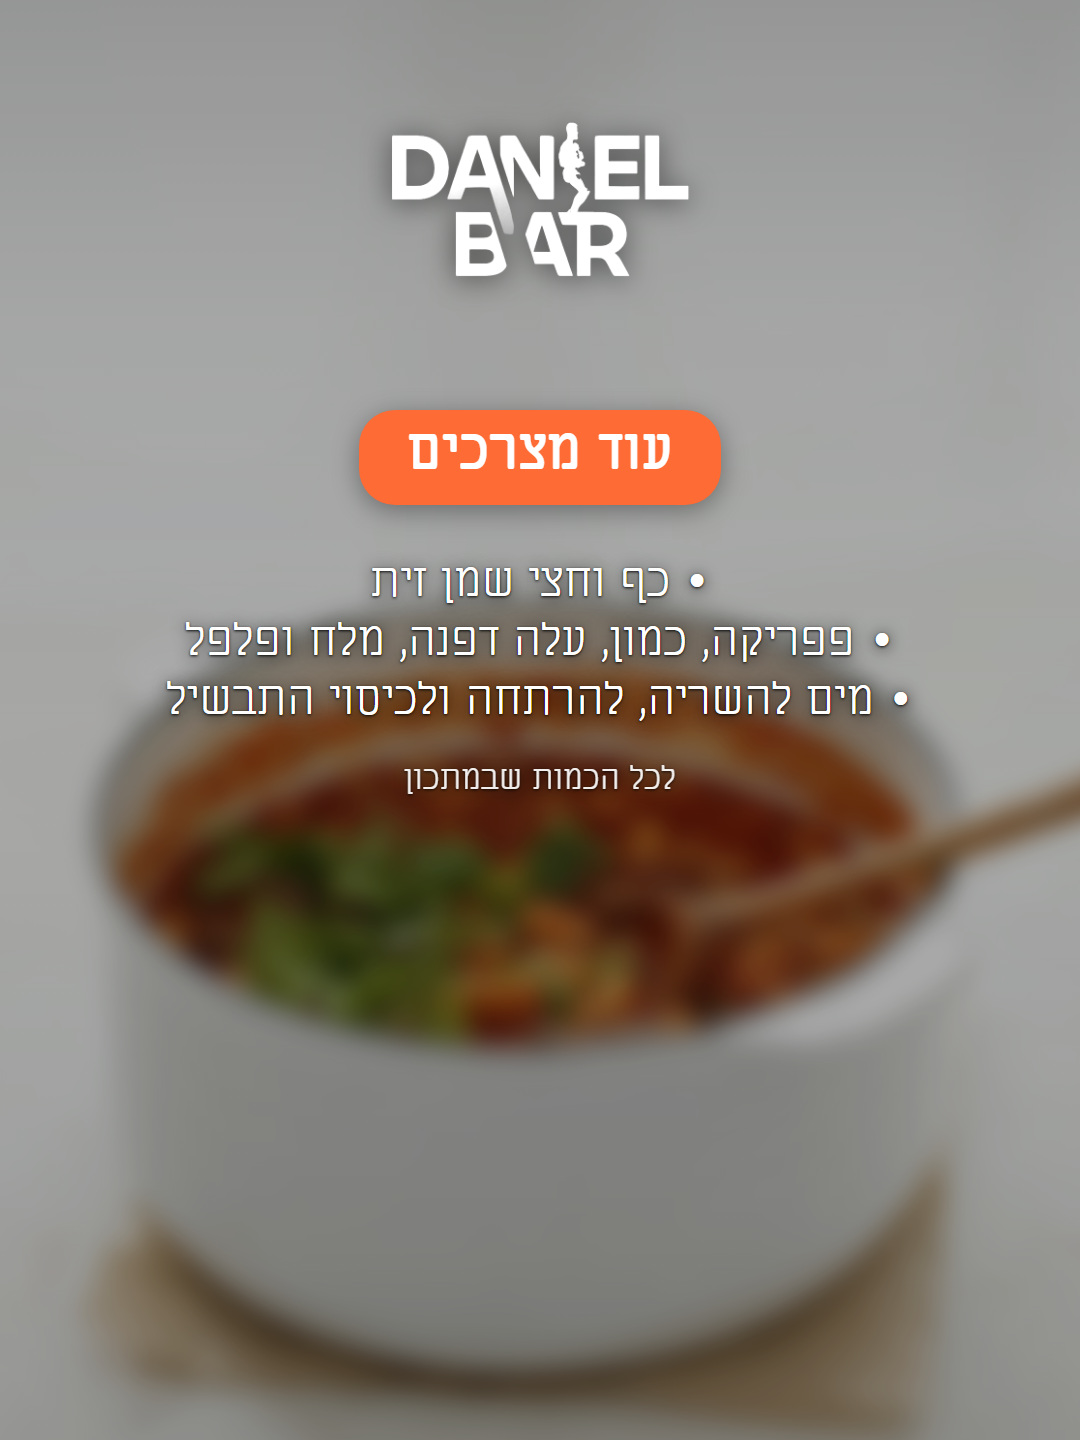 DANIEL
BAR
עוד מצרכים
• כף וחצי שמן זית
• פפריקה, כמון, עלה דפנה, מלח ופלפל
• מים להשריה, להרתחה ולכיסוי התבשיל
לכל הכמות שבמתכון